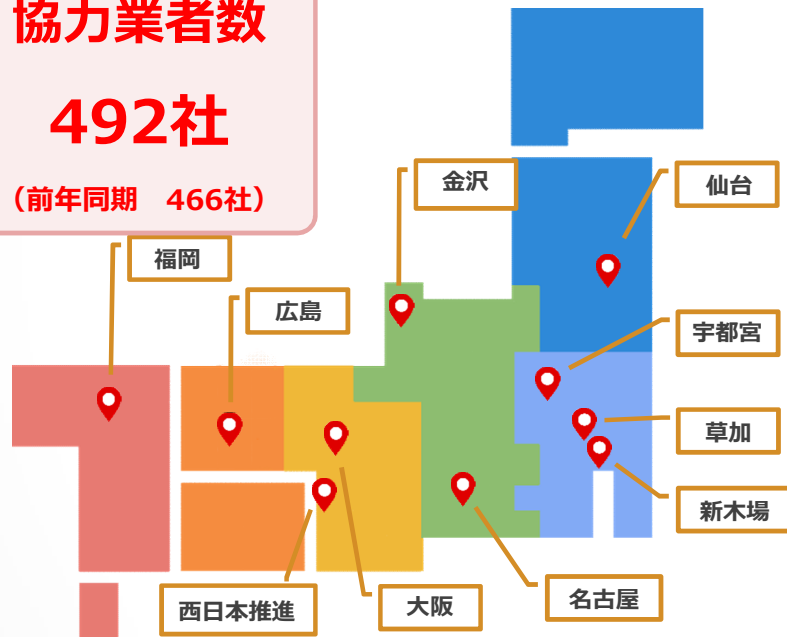 協力業者数
492社
（前年同期　466社）
金沢
仙台
福岡
広島
宇都宮
草加
新木場
西日本推進
大阪
名古屋